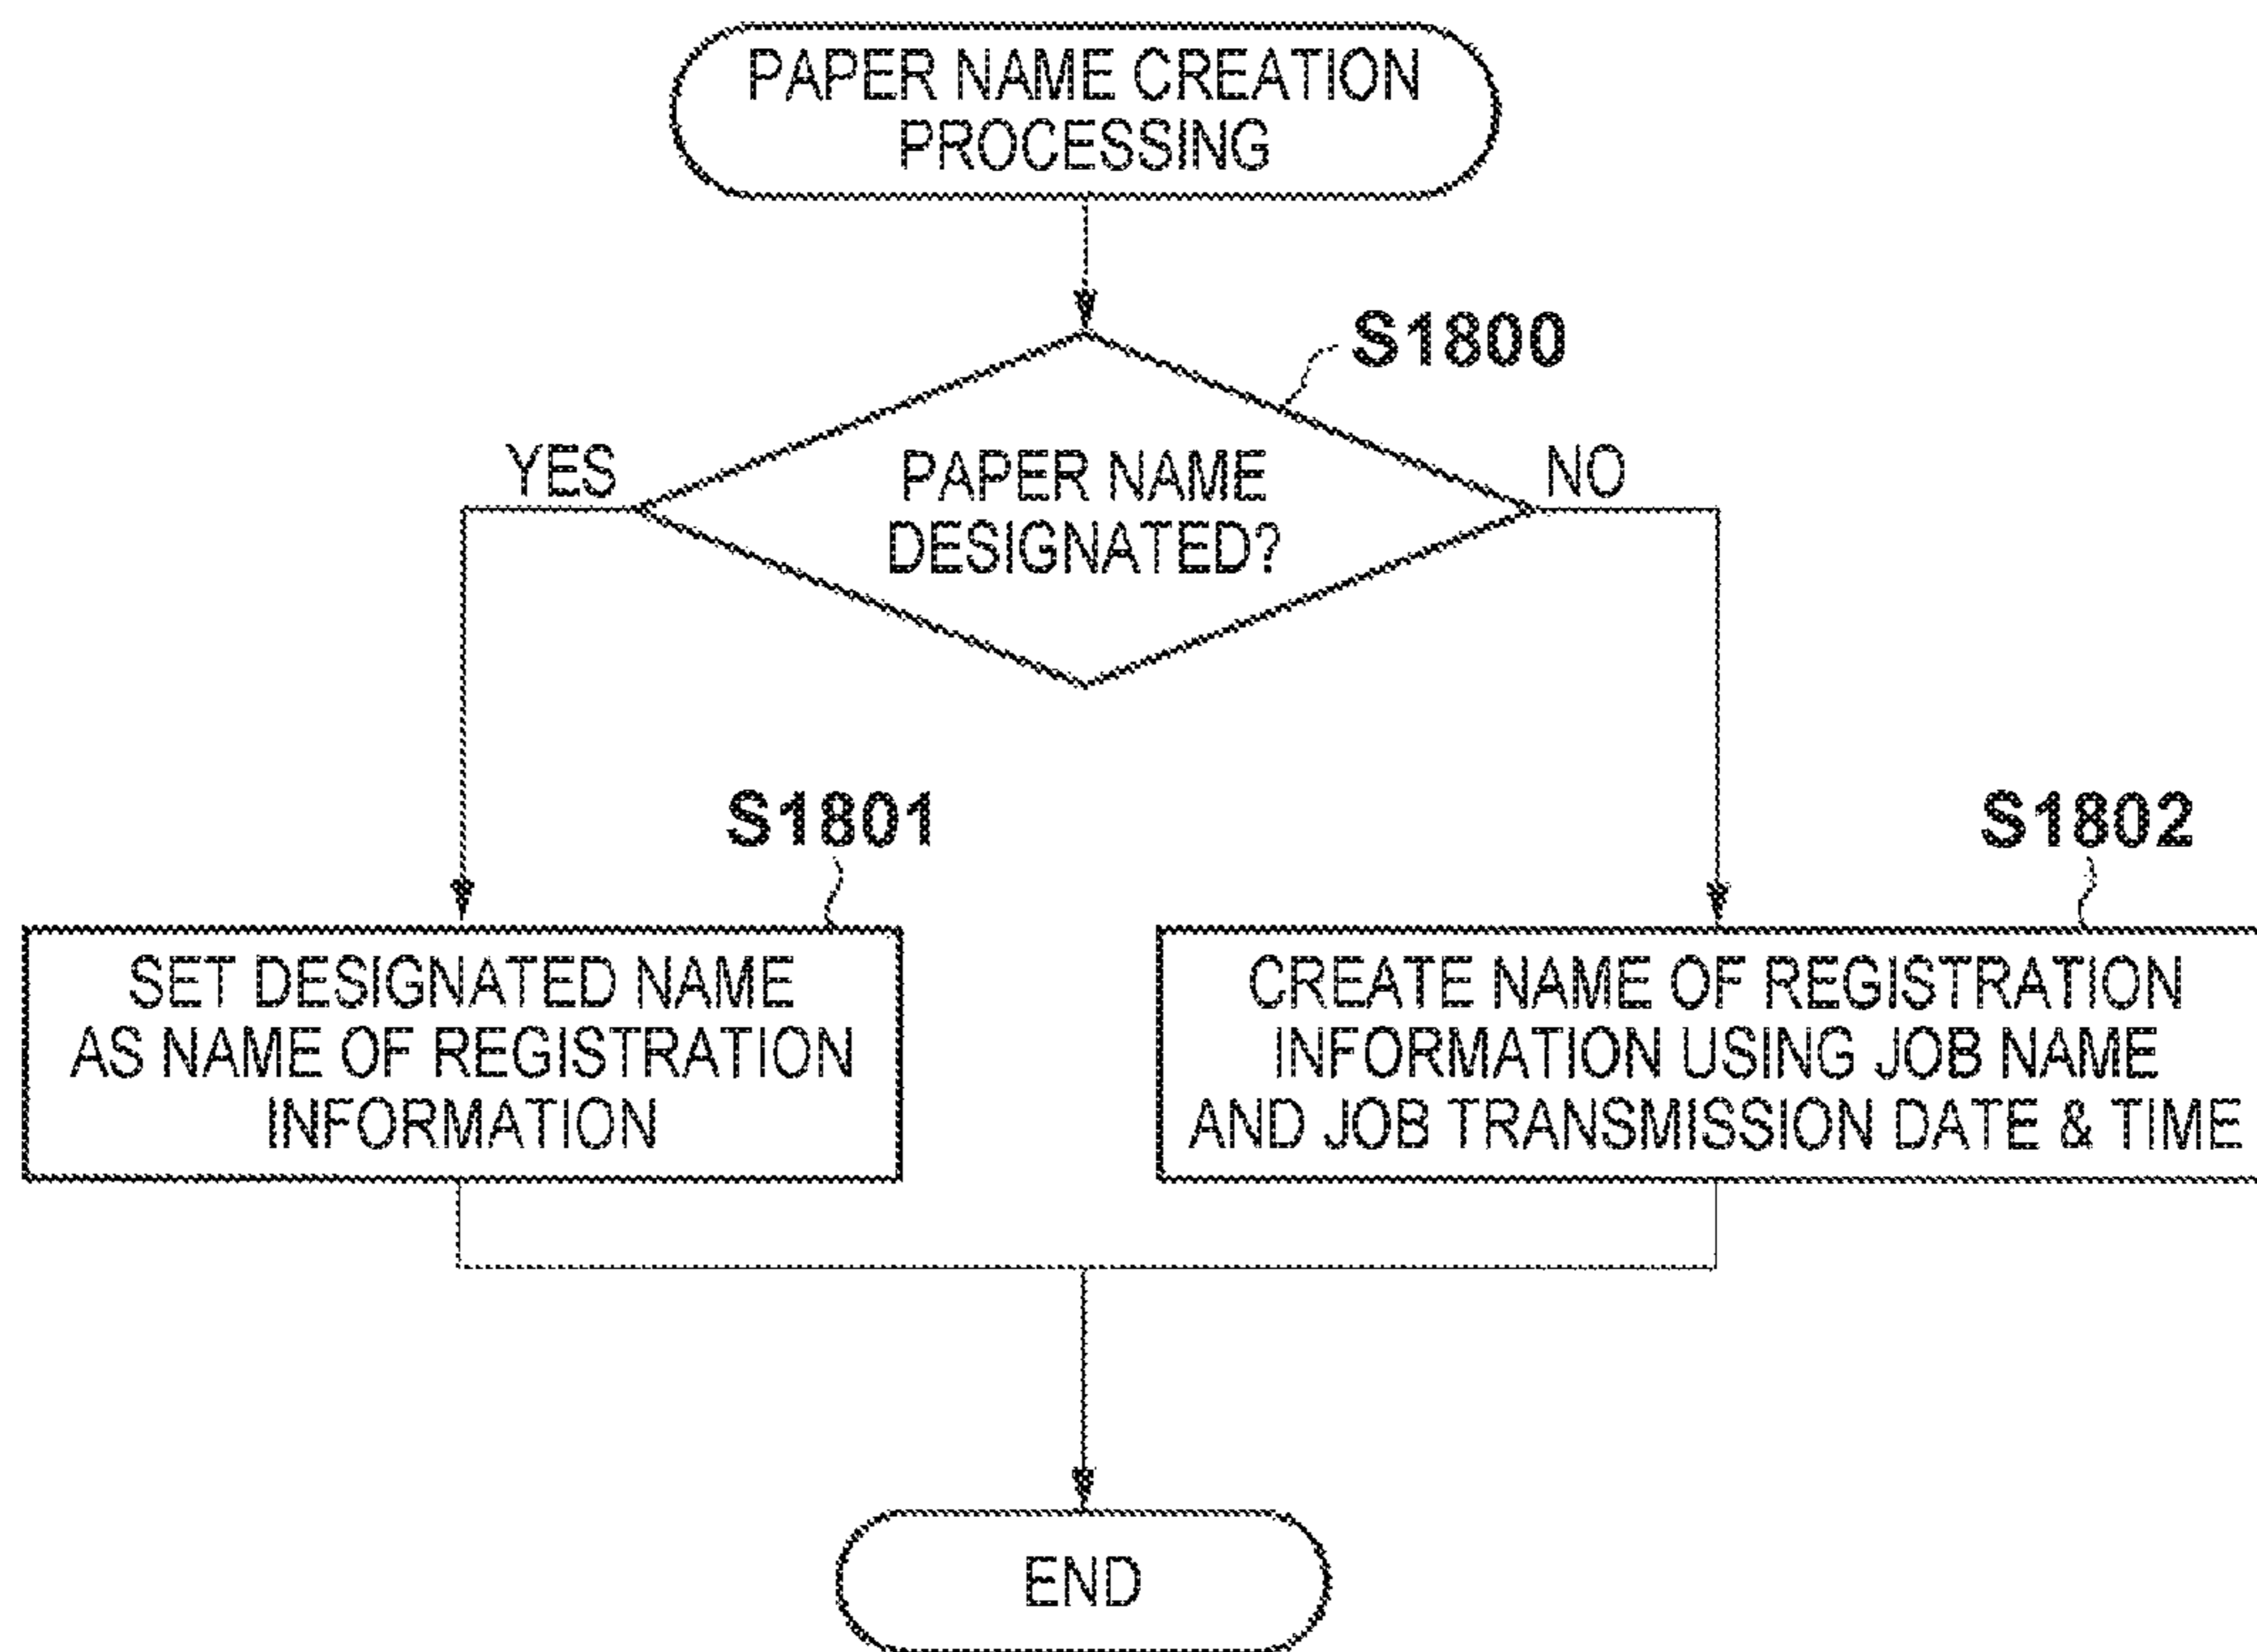 PAPER NAME CREATION
PROCESSING
S1800
YES
PAPER NAME
DESIGNATED?
NO
S1801
S1802
SET DESIGNATED NAME
AS NAME OF REGISTRATION
INFORMATION
CREATE NAME OF REGISTRATION
INFORMATION USING JOB NAME
AND JOB TRANSMISSION DATE & TIME
END